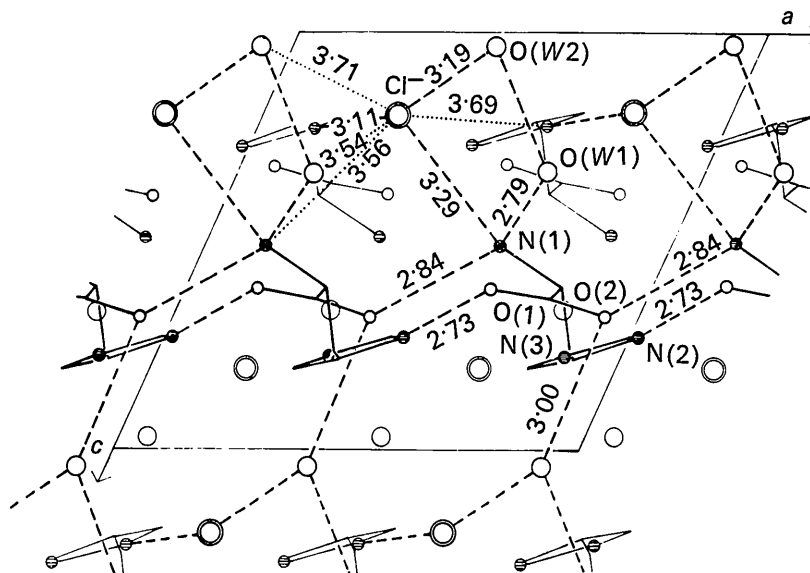 a
3·71
3·19
O(W2)
Cl⁻
3·69
3·11
3·54
3·56
O(W1)
3·29
2·79
N(1)
2·84
2·84
O(2)
O(1)
2·73
2·73
N(3)
N(2)
3·00
c